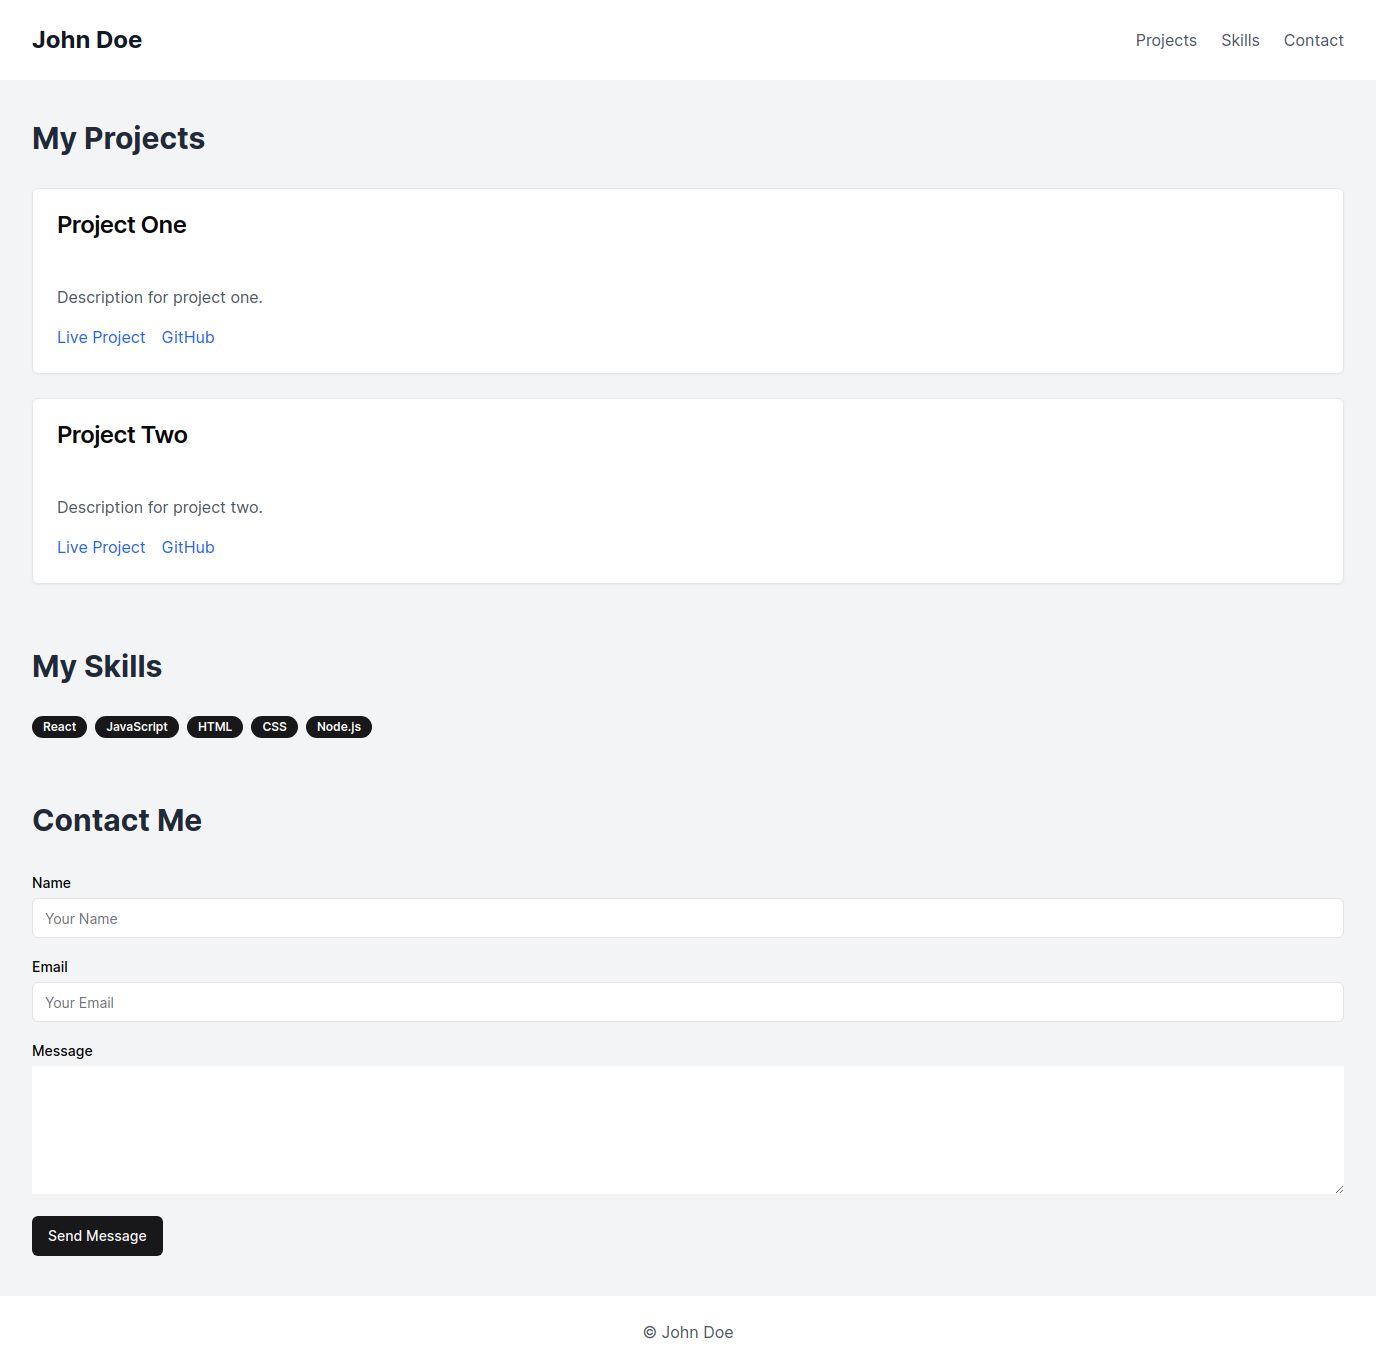 John Doe
Projects Skills Contact
My Projects
Project One
Description for project one.
Live Project GitHub
Project Two
Description for project two.
Live Project GitHub
My Skills
React JavaScript HTML CSS Node.js
Contact Me
Name
Your Name
Email
Your Email
Message
Send Message
© John Doe